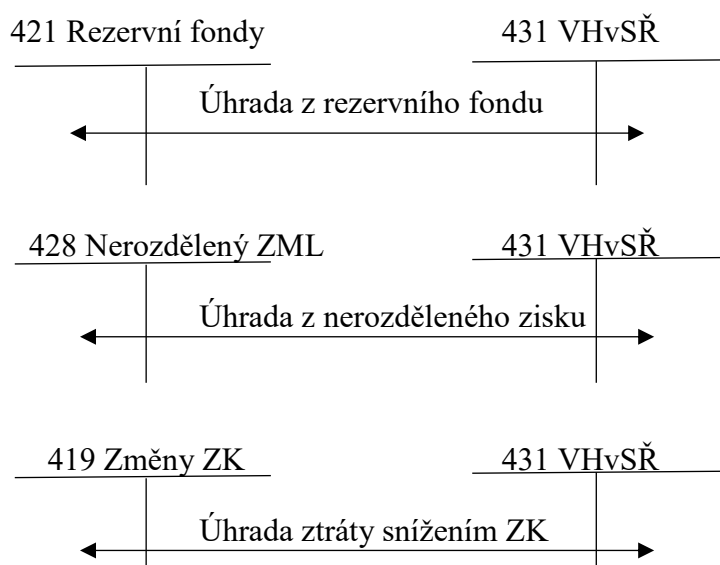 421 Rezervní fondy 431 VHvSŘ
Úhrada z rezervního fondu
428 Nerozdělený ZML 431 VHvSŘ
Úhrada z nerozděleného zisku
419 Změny ZK 431 VHvSŘ
Úhrada ztráty snížením ZK